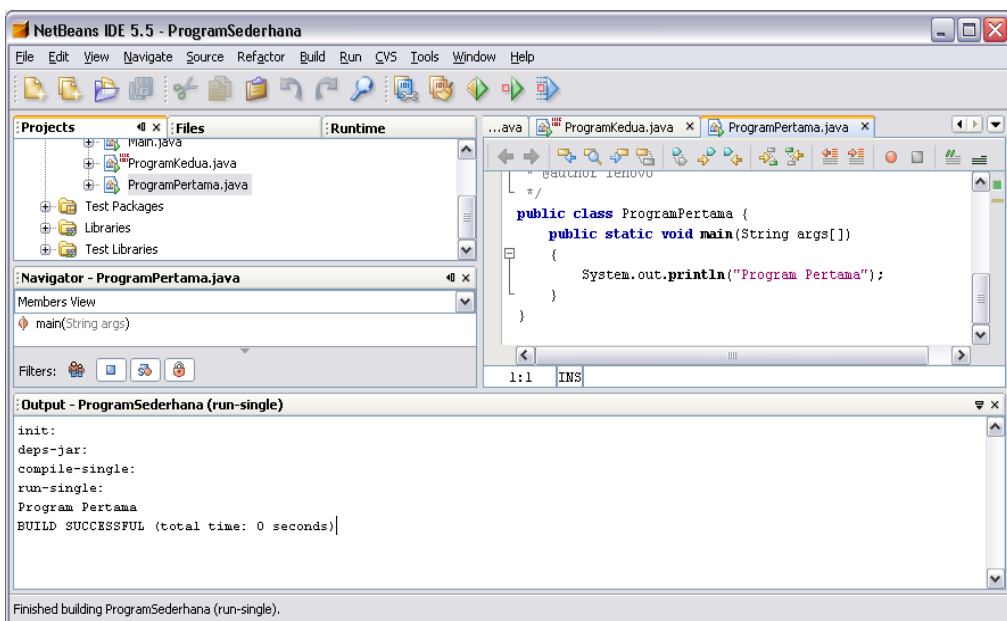 NetBeans IDE 5.5 - ProgramSederhana
File Edit View Navigate Source Refactor Build Run CVS Tools Window Help
Projects
Files
Runtime
Main.java
ProgramKedua.java
ProgramPertama.java
Test Packages
Libraries
Test Libraries
...ava
ProgramKedua.java
ProgramPertama.java
* @author lenovo
*/
public class ProgramPertama {
public static void main(String args[])
{
System.out.println("Program Pertama");
}
}
1:1 INS
Navigator - ProgramPertama.java
Members View
main(String args)
Filters:
Output - ProgramSederhana (run-single)
init:
deps-jar:
compile-single:
run-single:
Program Pertama
BUILD SUCCESSFUL (total time: 0 seconds)
Finished building ProgramSederhana (run-single).